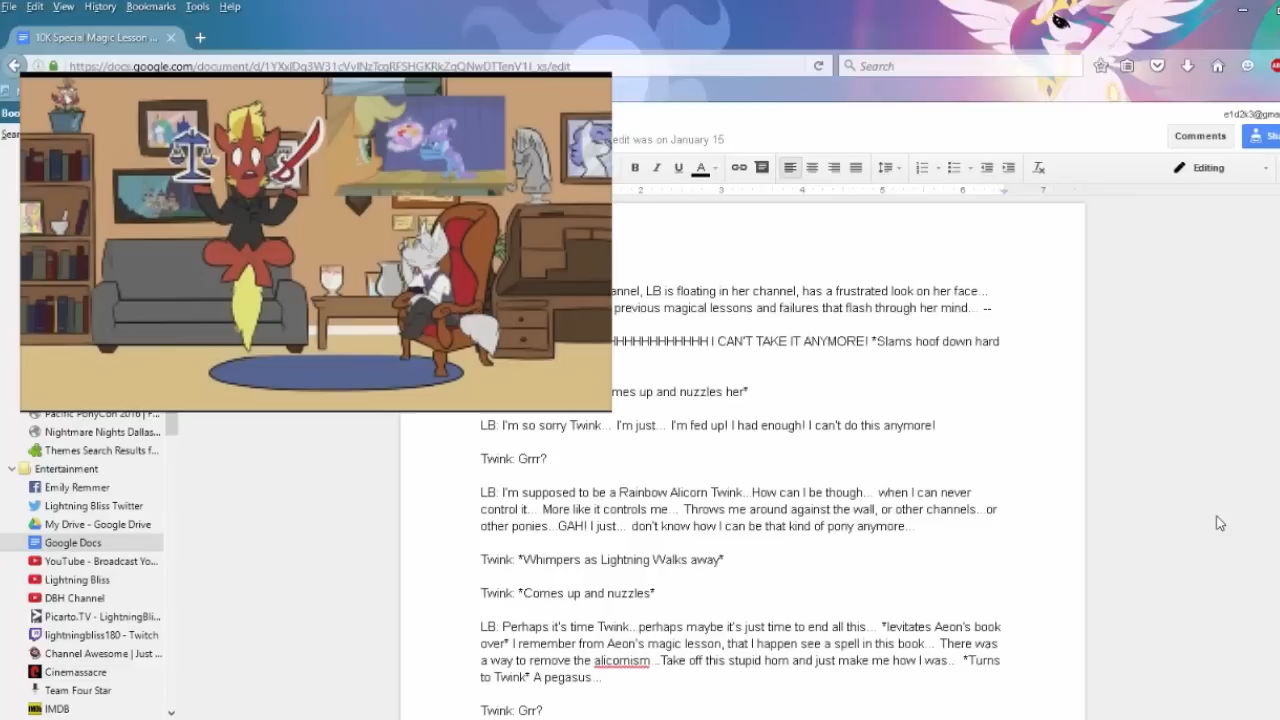 File Edit View History Bookmarks Tools Help
10K Special Magic Lesson ...
https://docs.google.com/document/d/
Search
e1d2k3@gma
edit was on January 15
Comments
Sh
B I U A
Editing
2 3 4 5 6 7
Boo
Sear
annel, LB is floating in her channel, has a frustrated look on her face...
previous magical lessons and failures that flash through her mind... --
HHHHHHHHHHHH I CAN'T TAKE IT ANYMORE! *Slams hoof down hard
mes up and nuzzles her*
LB: I'm so sorry Twink... I'm just... I'm fed up! I had enough! I can't do this anymore!
Twink: Grrr?
LB: I'm supposed to be a Rainbow Alicorn Twink...How can I be though... when I can never
control it... More like it controls me... Throws me around against the wall, or other channels...or
other ponies...GAH! I just... don't know how I can be that kind of pony anymore...
Twink: *Whimpers as Lightning Walks away*
Twink: *Comes up and nuzzles*
LB: Perhaps it's time Twink...perhaps maybe it's just time to end all this... *levitates Aeon's book
over* I remember from Aeon's magic lesson, that I happen see a spell in this book... There was
a way to remove the alicornism...Take off this stupid horn and just make me how I was.. *Turns
to Twink* A pegasus...
Twink: Grr?
Pacific PonyCon 2016 | F...
Nightmare Nights Dallas...
Themes Search Results f...
Entertainment
Emily Remmer
Lightning Bliss Twitter
My Drive - Google Drive
Google Docs
YouTube - Broadcast Yo...
Lightning Bliss
DBH Channel
Picarto.TV - LightningBli...
lightningbliss180 - Twitch
Channel Awesome | Just ...
Cinemassacre
Team Four Star
IMDB